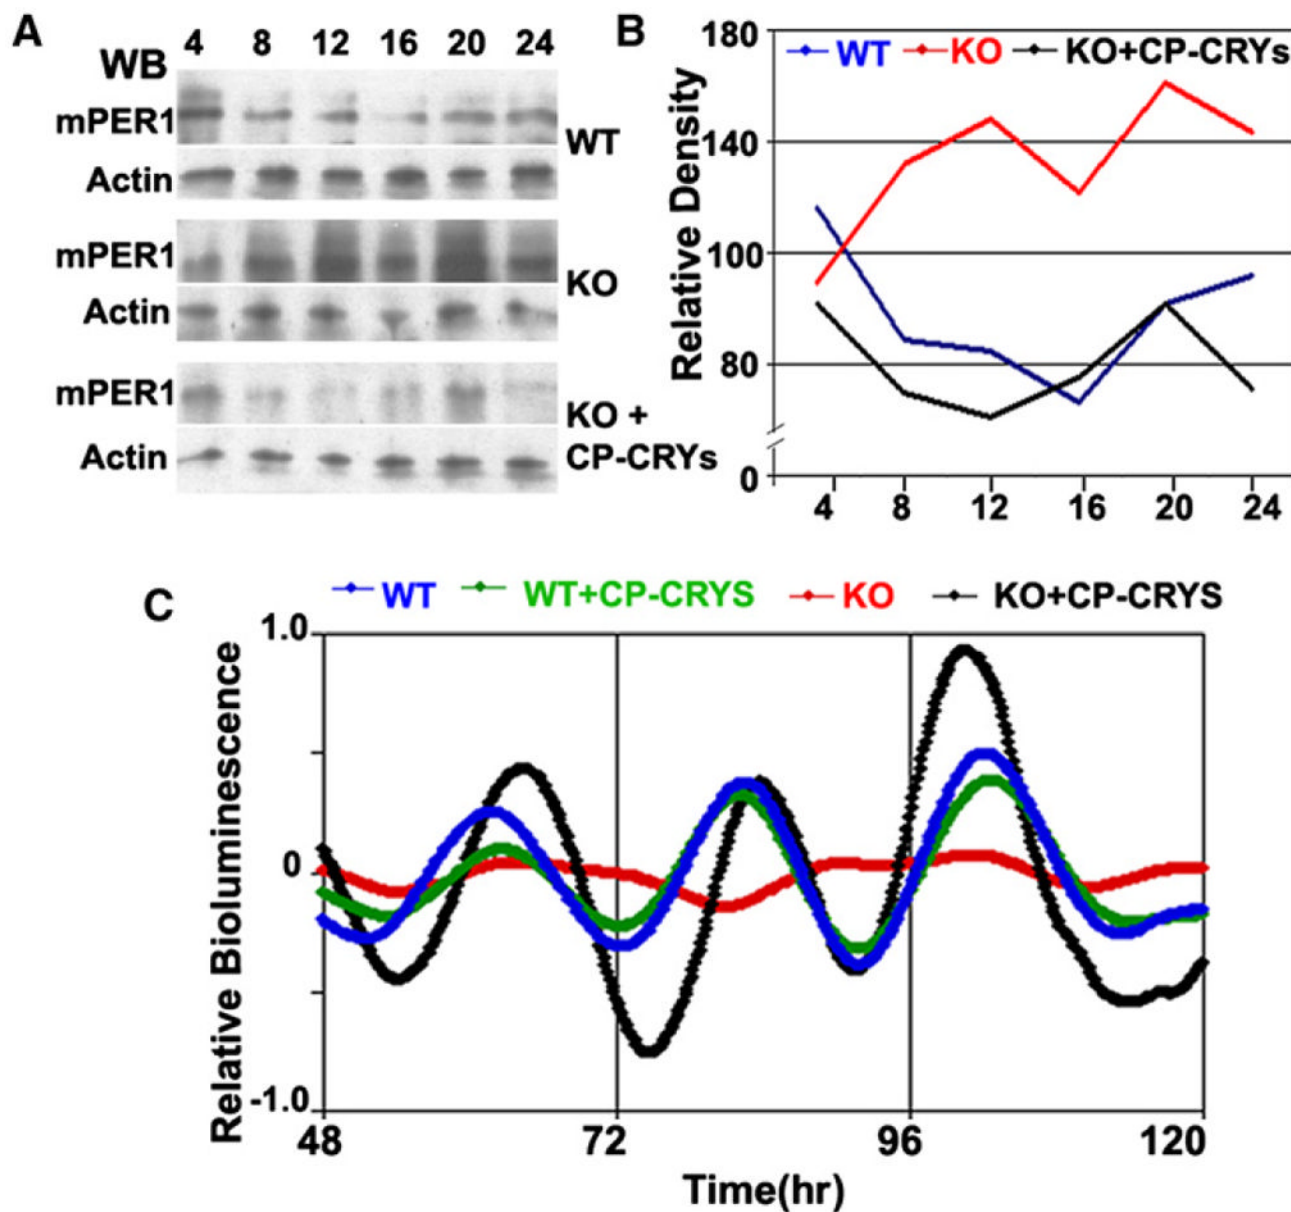 A
4 8 12 16 20 24
WB
mPER1
WT
Actin
mPER1
KO
Actin
mPER1
KO +
Actin
CP-CRYs
B
180
WT KO KO+CP-CRYs
140
100
80
0
Relative Density
4 8 12 16 20 24
C
WT WT+CP-CRYS KO KO+CP-CRYS
1.0
0
-1.0
Relative Bioluminescence
48 72 96 120
Time(hr)